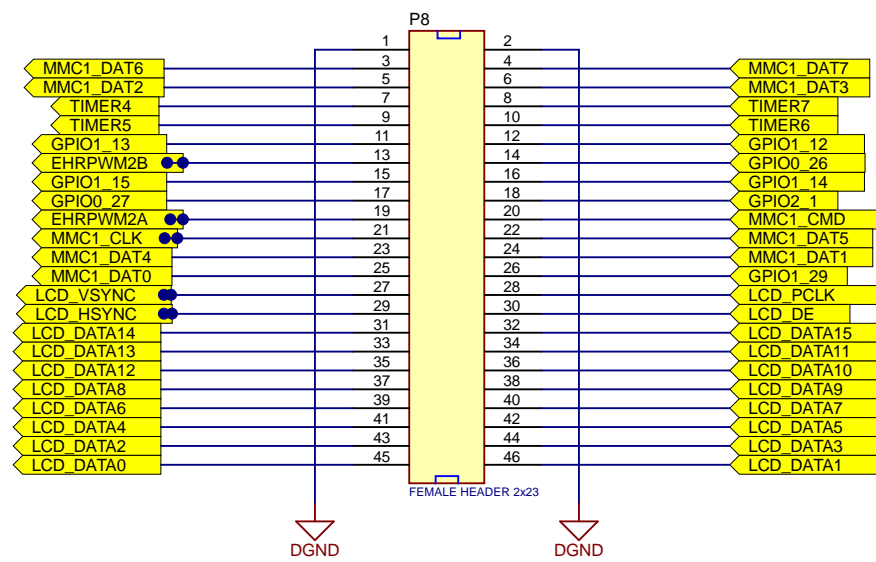 P8
1 2
MMC1_DAT6 3 4 MMC1_DAT7
MMC1_DAT2 5 6 MMC1_DAT3
TIMER4 7 8 TIMER7
TIMER5 9 10 TIMER6
GPIO1_13 11 12 GPIO1_12
EHRPWM2B 13 14 GPIO0_26
GPIO1_15 15 16 GPIO1_14
GPIO0_27 17 18 GPIO2_1
EHRPWM2A 19 20 MMC1_CMD
MMC1_CLK 21 22 MMC1_DAT5
MMC1_DAT4 23 24 MMC1_DAT1
MMC1_DAT0 25 26 GPIO1_29
LCD_VSYNC 27 28 LCD_PCLK
LCD_HSYNC 29 30 LCD_DE
LCD_DATA14 31 32 LCD_DATA15
LCD_DATA13 33 34 LCD_DATA11
LCD_DATA12 35 36 LCD_DATA10
LCD_DATA8 37 38 LCD_DATA9
LCD_DATA6 39 40 LCD_DATA7
LCD_DATA4 41 42 LCD_DATA5
LCD_DATA2 43 44 LCD_DATA3
LCD_DATA0 45 46 LCD_DATA1
FEMALE HEADER 2x23
DGND DGND